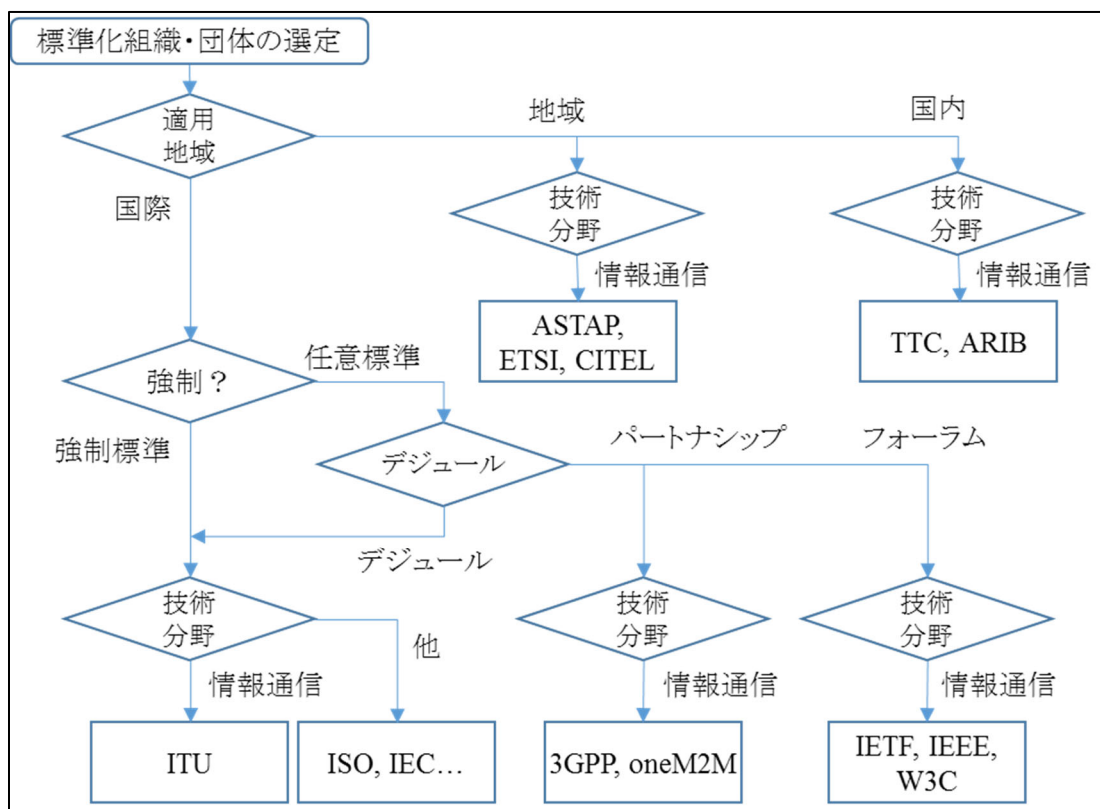 標準化組織・団体の選定
適用
地域
地域
国内
国際
技術
分野
技術
分野
情報通信
情報通信
ASTAP,
ETSI, CITEL
TTC, ARIB
強制？
任意標準
強制標準
デジュール
パートナシップ
フォーラム
デジュール
技術
分野
技術
分野
技術
分野
他
情報通信
情報通信
情報通信
ITU
ISO, IEC…
3GPP, oneM2M
IETF, IEEE,
W3C